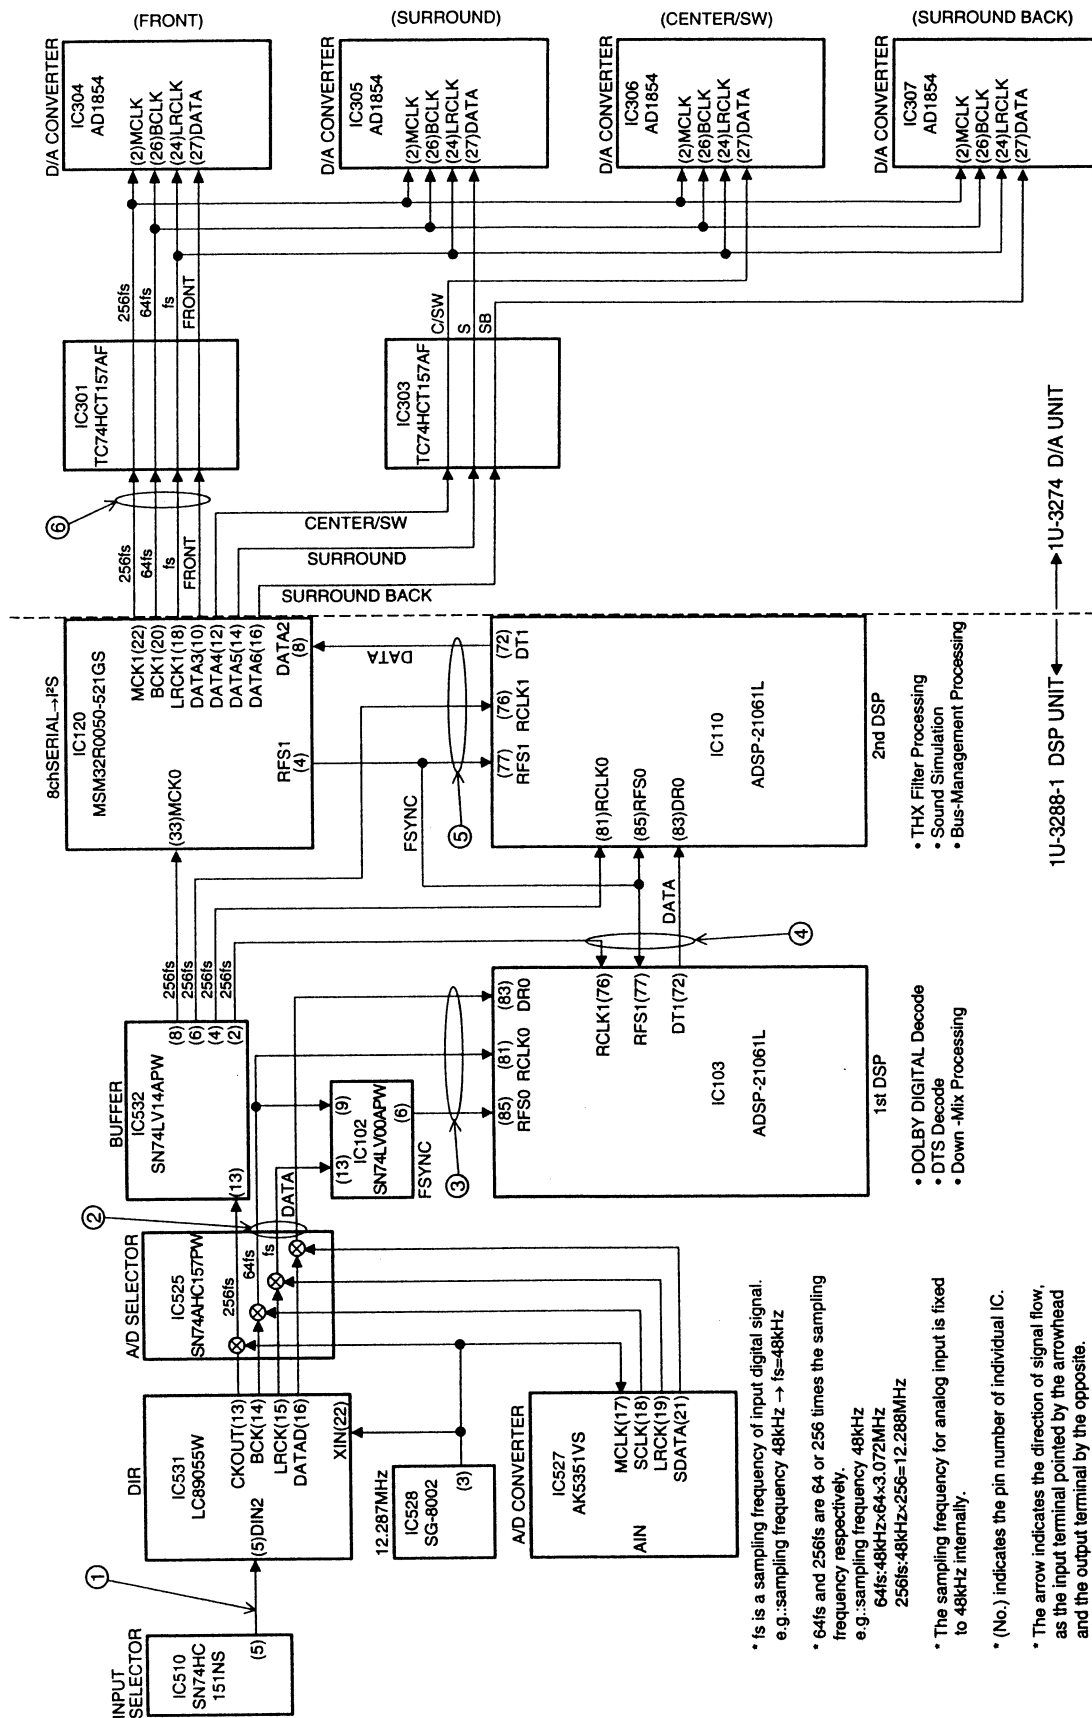 INPUT
SELECTOR
IC510
SN74HC
151NS
(5)
①
DIR
IC531
LC89055W
(5)DIN2
CKOUT(13)
BCK(14)
LRCK(15)
DATAD(16)
XIN(22)
12.287MHz
IC528
SG-8002
(3)
A/D CONVERTER
IC527
AK5351VS
AIN
MCLK(17)
SCLK(18)
LRCK(19)
SDATA(21)
A/D SELECTOR
IC525
SN74AHC157PW
256fs
64fs
fs
DATA
②
BUFFER
IC532
SN74LV14APW
(13)
(8)
(6)
(4)
(2)
256fs
256fs
256fs
256fs
(13)
(9)
IC102
SN74LV00APW
(6)
FSYNC
③
(85)
RFS0
(81)
RCLK0
(83)
DR0
IC103
ADSP-21061L
RCLK1(76)
RFS1(77)
DT1(72)
1st DSP
• DOLBY DIGITAL Decode
• DTS Decode
• Down -Mix Processing
④
DATA
8chSERIAL→I²S
IC120
MSM32R0050-521GS
(33)MCK0
MCK1(22)
BCK1(20)
LRCK1(18)
DATA3(10)
DATA4(12)
DATA5(14)
DATA6(16)
RFS1
(4)
DATA2
(8)
FSYNC
⑤
DATA
(77)
RFS1
(76)
RCLK1
(72)
DT1
(81)RCLK0
(85)RFS0
(83)DR0
IC110
ADSP-21061L
2nd DSP
• THX Filter Processing
• Sound Simulation
• Bus-Management Processing
1U-3288-1 DSP UNIT
1U-3274 D/A UNIT
256fs
64fs
fs
FRONT
CENTER/SW
SURROUND
SURROUND BACK
⑥
IC301
TC74HCT157AF
256fs
64fs
fs
FRONT
IC303
TC74HCT157AF
C/SW
S
SB
D/A CONVERTER
(FRONT)
IC304
AD1854
(2)MCLK
(26)BCLK
(24)LRCLK
(27)DATA
D/A CONVERTER
(SURROUND)
IC305
AD1854
(2)MCLK
(26)BCLK
(24)LRCLK
(27)DATA
D/A CONVERTER
(CENTER/SW)
IC306
AD1854
(2)MCLK
(26)BCLK
(24)LRCLK
(27)DATA
D/A CONVERTER
(SURROUND BACK)
IC307
AD1854
(2)MCLK
(26)BCLK
(24)LRCLK
(27)DATA
* fs is a sampling frequency of input digital signal.
e.g.:sampling frequency 48kHz → fs=48kHz
* 64fs and 256fs are 64 or 256 times the sampling
frequency respectively.
e.g.:sampling frequency 48kHz
64fs:48kHz×64×3.072MHz
256fs:48kHz×256=12.288MHz
* The sampling frequency for analog input is fixed
to 48kHz internally.
* (No.) indicates the pin number of individual IC.
* The arrow indicates the direction of signal flow,
as the input terminal pointed by the arrowhead
and the output terminal by the opposite.